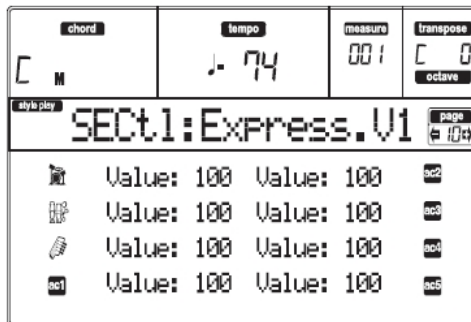 chord tempo measure transpose
C M ♩= 74 001 C 0
octave
style play SECtl:Express.V1 page
10
Value: 100 Value: 100 ac2
Value: 100 Value: 100 ac3
Value: 100 Value: 100 ac4
ac1 Value: 100 Value: 100 ac5